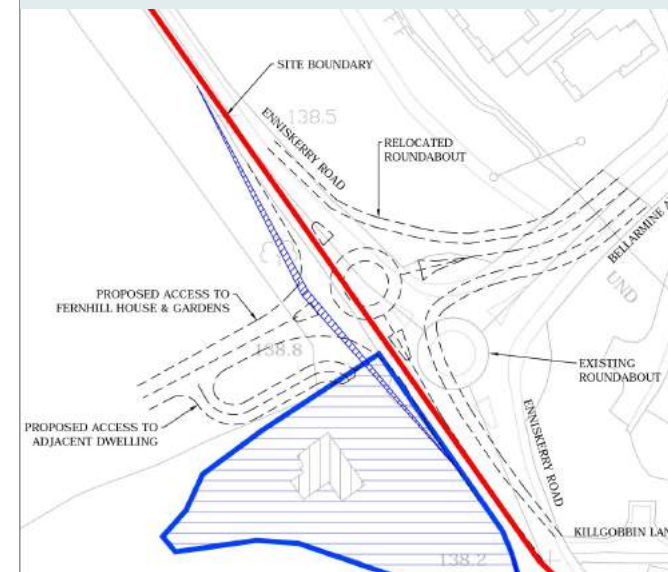 SITE BOUNDARY
138.5
ENNISKERRY ROAD
RELOCATED
ROUNDABOUT
BELLARMINE A
UND
PROPOSED ACCESS TO
FERNHILL HOUSE & GARDENS
138.8
EXISTING
ROUNDABOUT
PROPOSED ACCESS TO
ADJACENT DWELLING
ENNISKERRY ROAD
KILLGOBBIN LAN
138.2